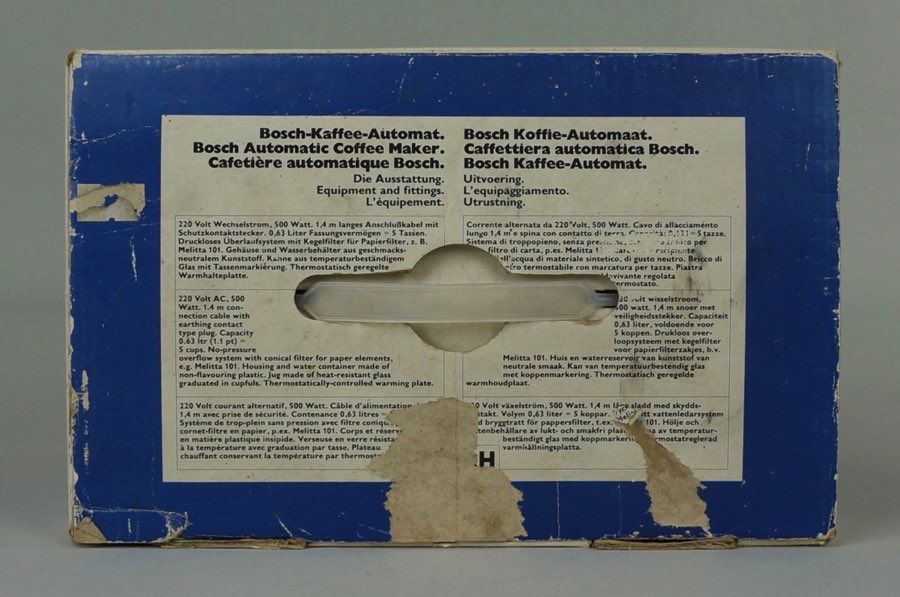 Bosch-Kaffee-Automat.
Bosch Automatic Coffee Maker.
Cafetière automatique Bosch.
Die Ausstattung.
Equipment and fittings.
L'équipement.
220 Volt Wechselstrom, 500 Watt. 1,4 m langes Anschlußkabel mit
Schutzkontaktstecker. 0,63 Liter Fassungsvermögen = 5 Tassen.
Druckloses Überlaufsystem mit Kegelfilter für Papierfilter, z. B.
Melitta 101. Gehäuse und Wasserbehälter aus geschmacks-
neutralem Kunststoff. Kanne aus temperaturbeständigem
Glas mit Tassenmarkierung. Thermostatisch geregelte
Warmhalteplatte.
220 Volt AC, 500
Watt. 1.4 m con-
nection cable with
earthing contact
type plug. Capacity
0.63 ltr (1.1 pt) =
5 cups. No-pressure
overflow system with conical filter for paper elements,
e.g. Melitta 101. Housing and water container made of
non-flavouring plastic. Jug made of heat-resistant glass
graduated in cupfuls. Thermostatically-controlled warming plate.
220 Volt courant alternatif, 500 Watt. Câble d'alimentation
1,4 m avec prise de sécurité. Contenance 0,63 litres =
Système de trop-plein sans pression avec filtre
cornet-filtre en papier, p.ex. Melitta 101. Corps et
en matière plastique insipide. Verseuse en verre
à la température avec graduation par tasse. Plateau
chauffant conservant la température par
Bosch Koffie-Automaat.
Caffettiera automatica Bosch.
Bosch Kaffee-Automat.
Uitvoering.
L'equipaggiamento.
Utrustning.
Corrente alternata da 220 Volt, 500 Watt. Cavo di allacciamento
lungo 1,4 m e spina con contatto di = 5 tazze.
Sistema di troppopieno, senza per
filtro di carta, p.es. Melitta
dell'acqua di materiale sintetico, di gusto neutro. Bricco di
termostabile con marcatura per tazze. Piastra
regolata
wisselstroom,
500 watt. 1,4 m snoer met
veiligheidstekker. Capaciteit
0,63 liter, voldoende voor
5 koppen. Drukloos over-
loopsysteem met kegelfilter
voor papierfilterzakjes, b.v.
Melitta 101. Huis en waterreservoir van kunststof van
neutrale smaak. Kan van temperatuurbestendig glas
met koppenmarkering. Thermostatisch geregelde
warmhoudplaat.
växelström, 500 Watt. 1,4 m sladd med skydds-
Volym 0,63 liter = 5 koppar. vattenledarsystem
bryggtratt för pappersfilter, t.ex. 101. Hölje och
av lukt- och smakfri av temperatur-
beständigt glas med
varmhållningsplatta.
H